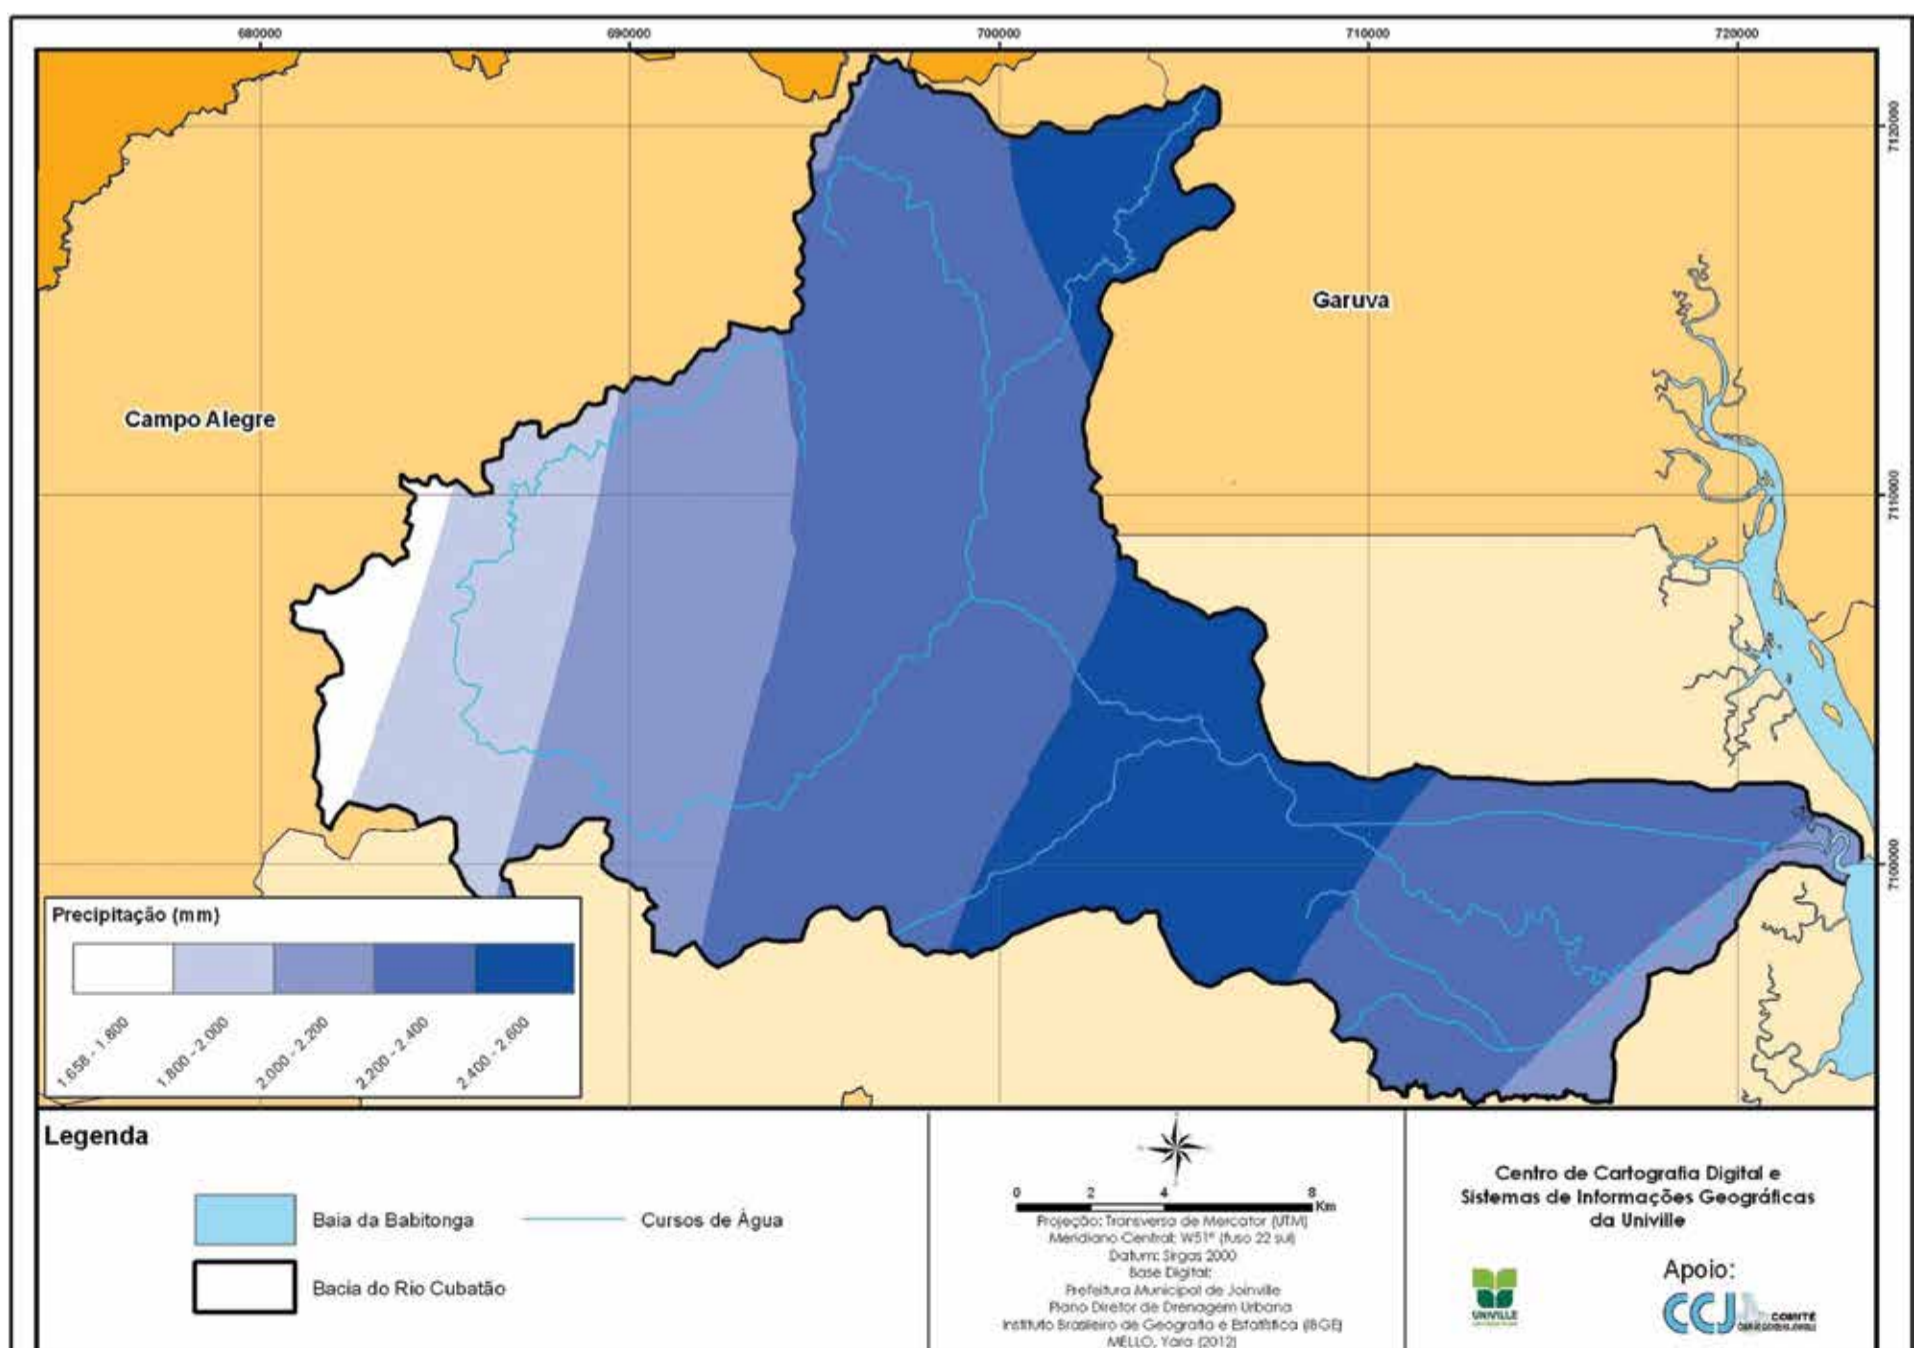 680000 690000 700000 710000 720000
7120000
Garuva
Campo Alegre
7110000
7100000
Precipitação (mm)
1.658 - 1.800
1.800 - 2.000
2.000 - 2.200
2.200 - 2.400
2.400 - 2.600
Legenda
Baia da Babitonga
Cursos de Água
Bacia do Rio Cubatão
0 2 4 8
Km
Projeção: Transversa de Mercator (UTM)
Meridiano Central: W51° (fuso 22 sul)
Datum: Sirgas 2000
Base Digital:
Prefeitura Municipal de Joinville
Plano Diretor de Drenagem Urbana
Instituto Brasileiro de Geografia e Estatística (IBGE)
MELLO, Yara (2012)
Centro de Cartografia Digital e
Sistemas de Informações Geográficas
da Univille
UNIVILLE
Apoio:
CCJ
COMITÊ